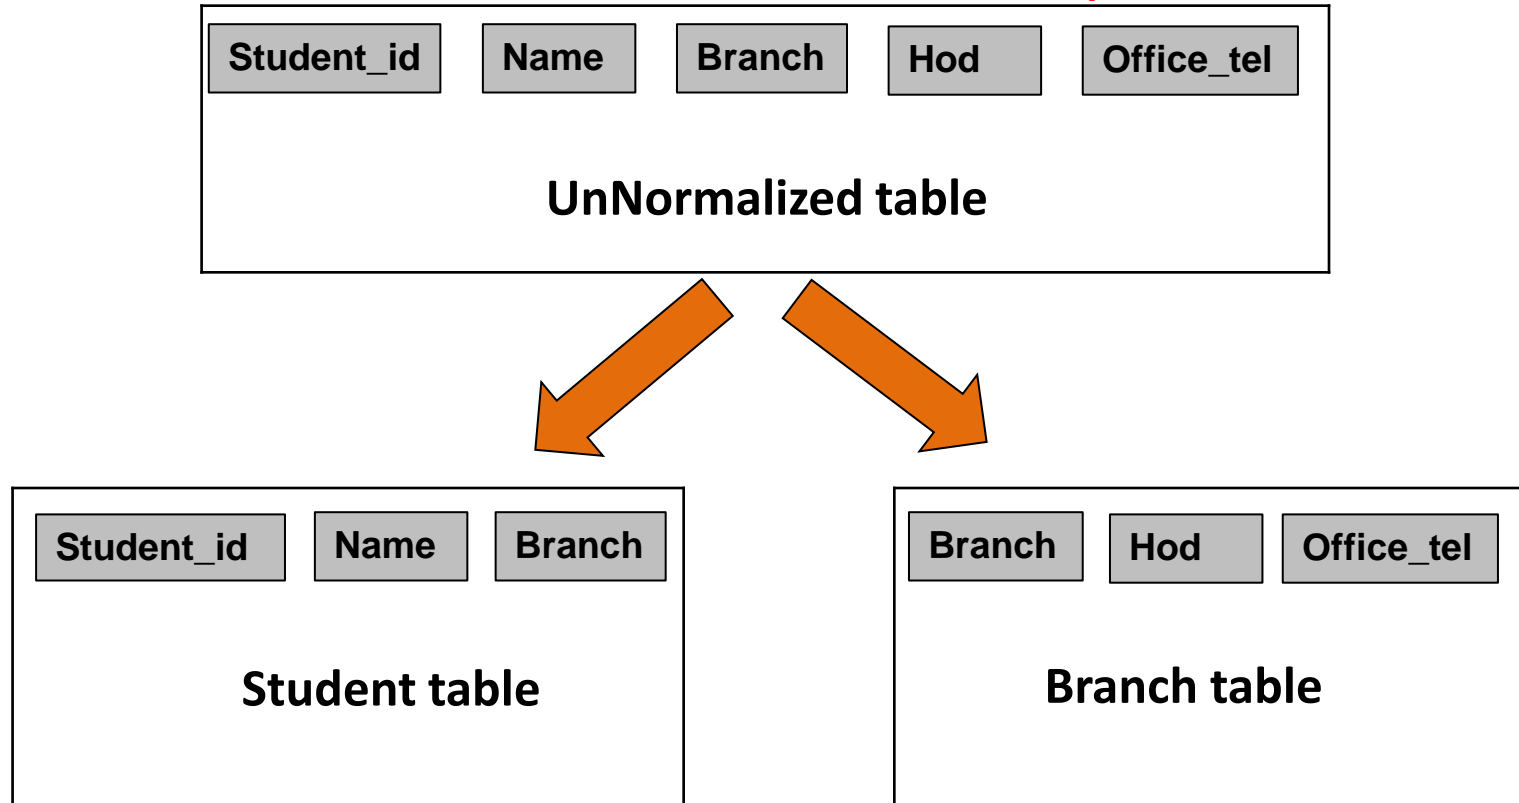 Student_id Name Branch Hod Office_tel
UnNormalized table
Student_id Name Branch
Student table
Branch Hod Office_tel
Branch table